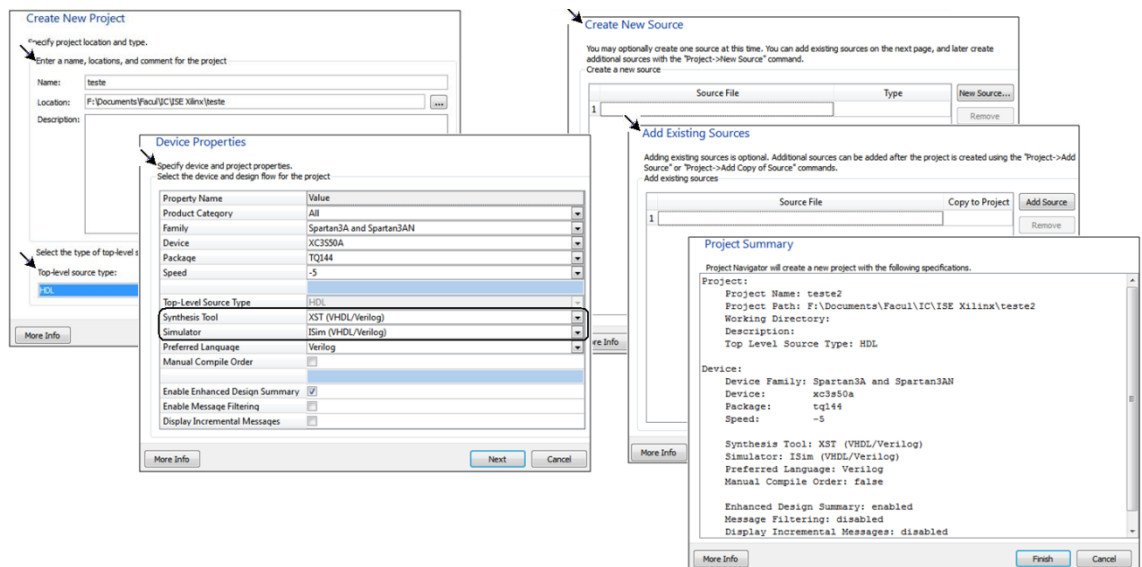 Create New Project
Specify project location and type.
Enter a name, locations, and comment for the project
Name: teste
Location: F:\Documents\Facul\IC\ISE Xilinx\teste ...
Description:
Select the type of top-level s
Top-level source type:
HDL
More Info
Device Properties
Specify device and project properties.
Select the device and design flow for the project
Property Name Value
Product Category All
Family Spartan3A and Spartan3AN
Device XC3S50A
Package TQ144
Speed -5
Top-Level Source Type HDL
Synthesis Tool XST (VHDL/Verilog)
Simulator ISim (VHDL/Verilog)
Preferred Language Verilog
Manual Compile Order
Enable Enhanced Design Summary
Enable Message Filtering
Display Incremental Messages
More Info Next Cancel
Create New Source
You may optionally create one source at this time. You can add existing sources on the next page, and later create
additional sources with the "Project->New Source" command.
Create a new source
Source File Type New Source...
1
Remove
re Info
Add Existing Sources
Adding existing sources is optional. Additional sources can be added after the project is created using the "Project->Add
Source" or "Project->Add Copy of Source" commands.
Add existing sources
Source File Copy to Project Add Source
1
Remove
More Info
Project Summary
Project Navigator will create a new project with the following specifications.
Project:
Project Name: teste2
Project Path: F:\Documents\Facul\IC\ISE Xilinx\teste2
Working Directory:
Description:
Top Level Source Type: HDL
Device:
Device Family: Spartan3A and Spartan3AN
Device: xc3s50a
Package: tq144
Speed: -5
Synthesis Tool: XST (VHDL/Verilog)
Simulator: ISim (VHDL/Verilog)
Preferred Language: Verilog
Manual Compile Order: false
Enhanced Design Summary: enabled
Message Filtering: disabled
Display Incremental Messages: disabled
More Info Finish Cancel